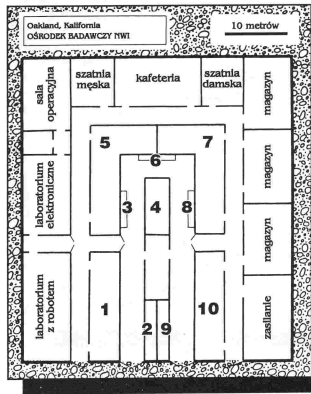 Oakland, Kalifornia
OŚRODEK BADAWCZY NWI
10 metrów
sala
operacyjna
szatnia
męska
kafeteria
szatnia
damska
magazyn
5
7
6
laboratorium
elektroniczne
3
4
8
magazyn
magazyn
laboratorium
z robotem
1
2
9
10
zasilanie